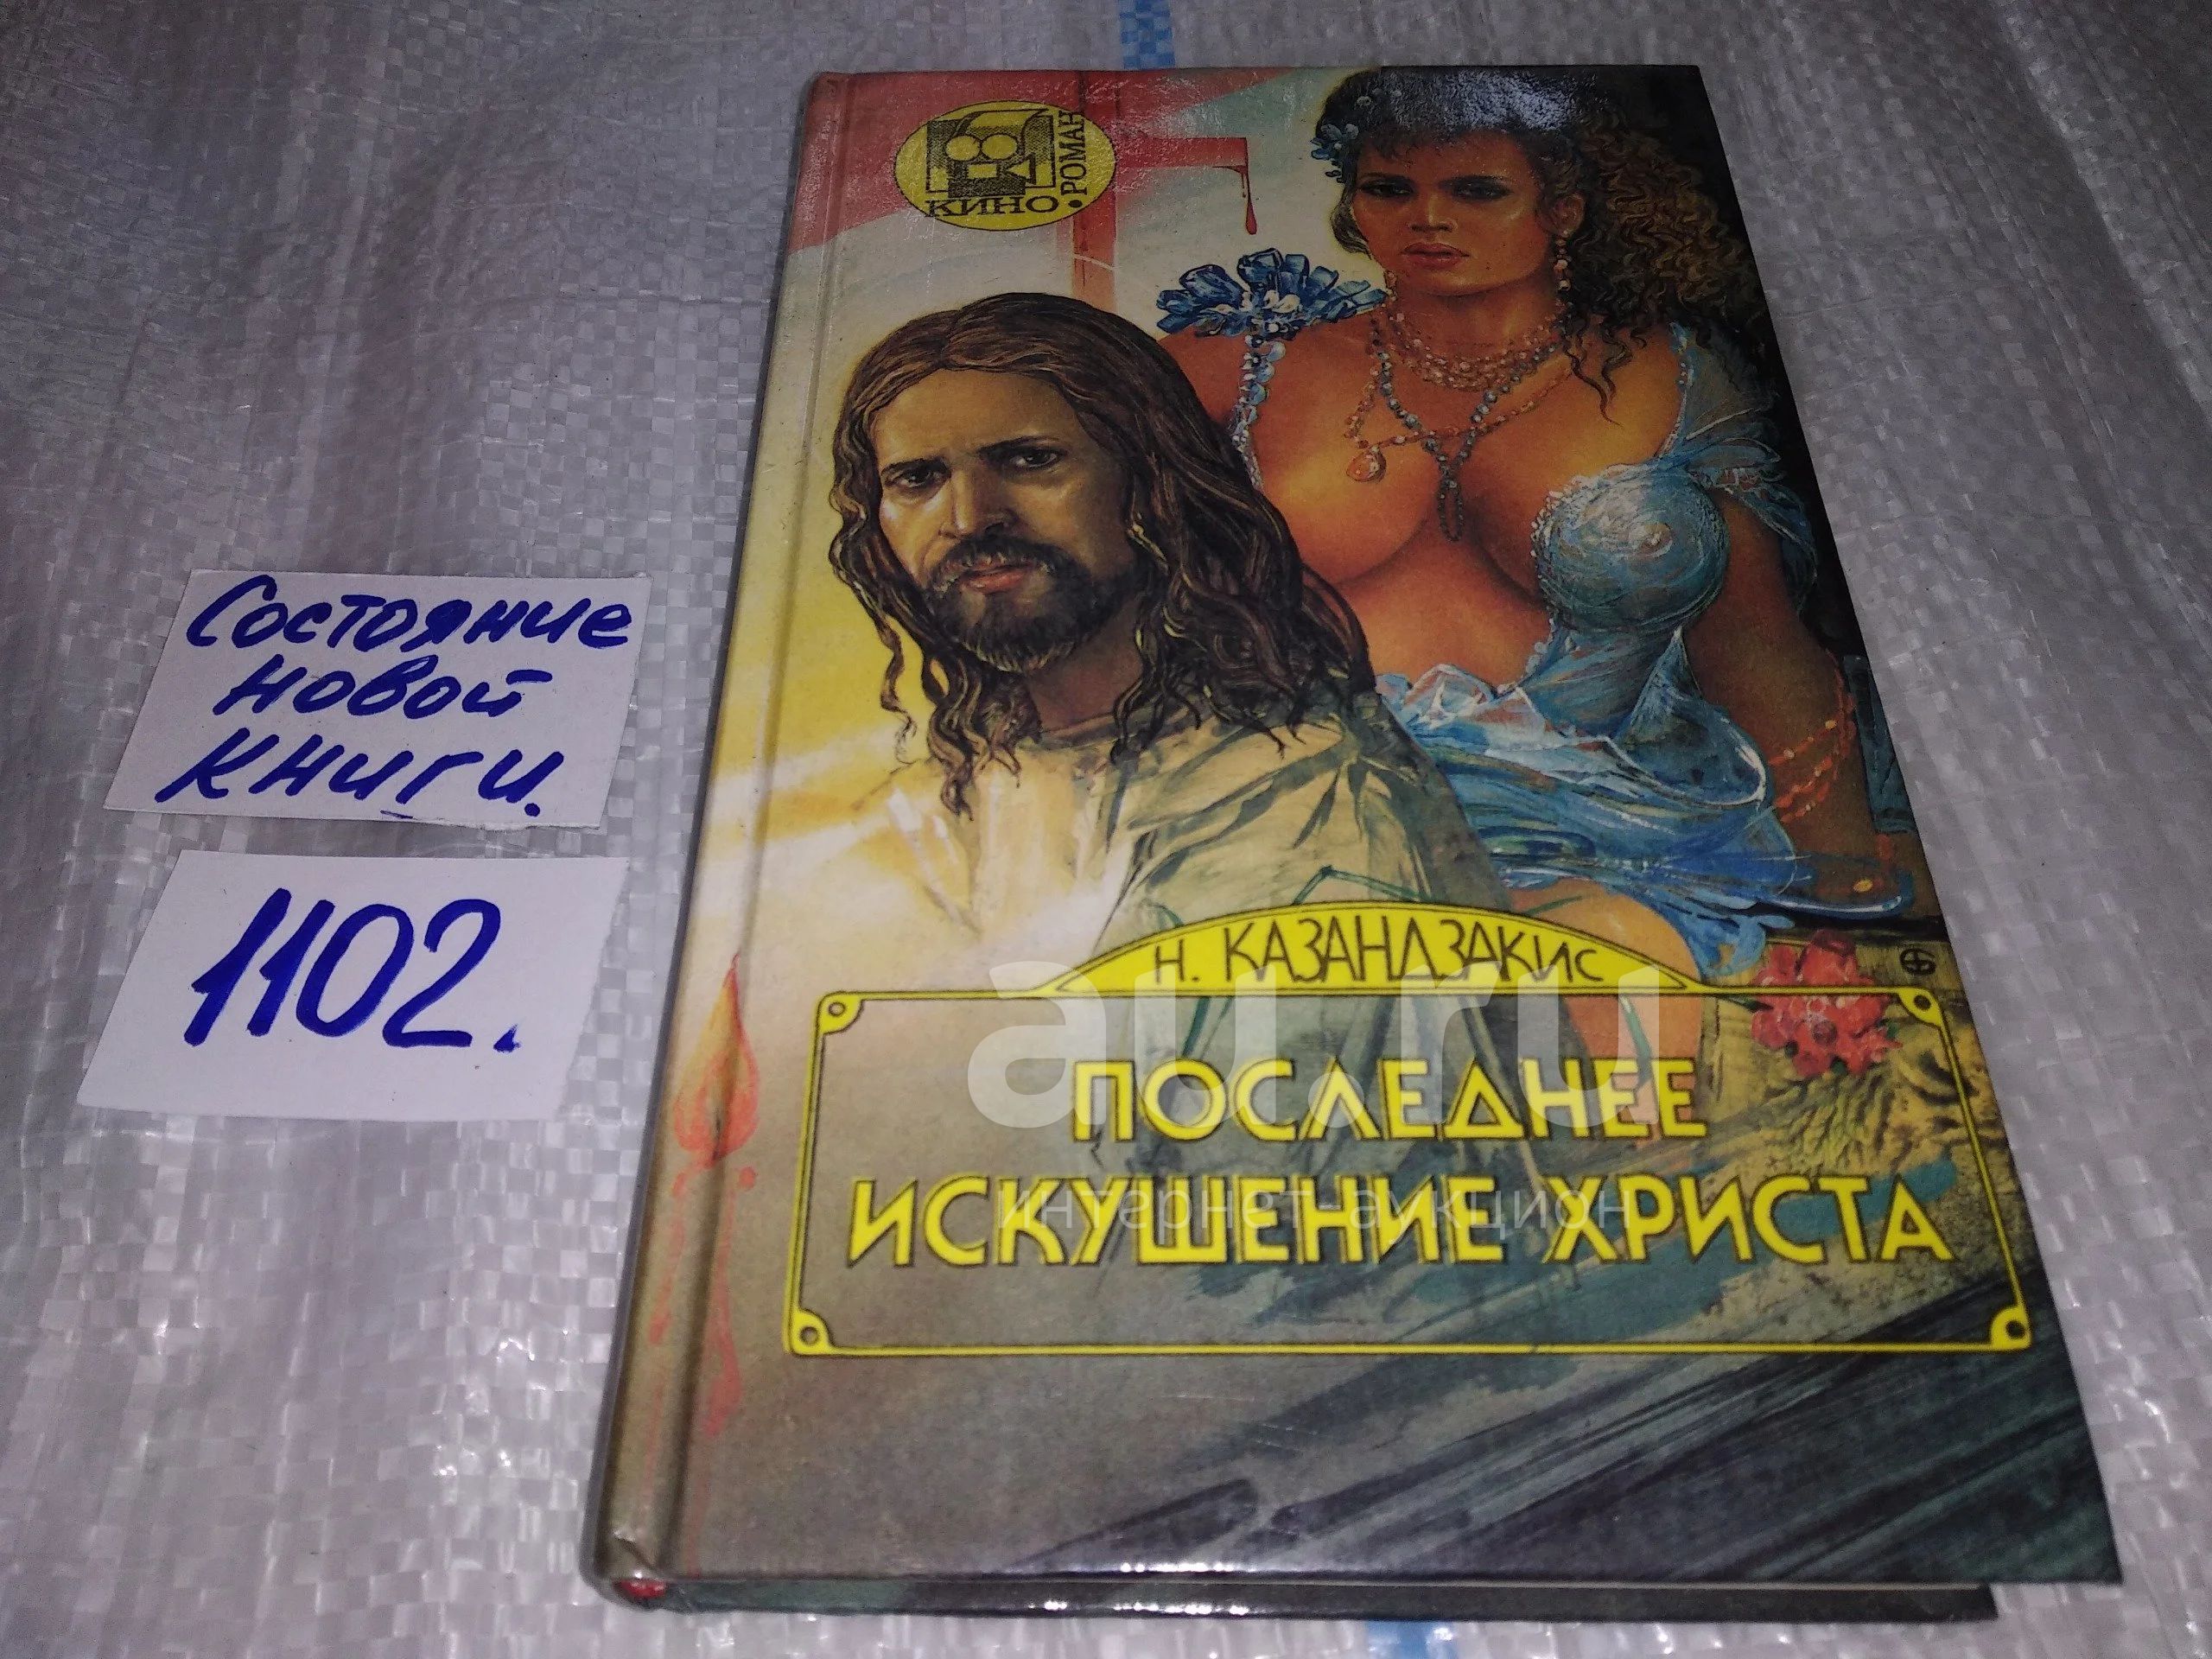 КИНО • РОМАН
Состояние
новой
книги.
1102.
Н. КАЗАНДЗАКИС
ПОСЛЕДНЕЕ
ИСКУШЕНИЕ ХРИСТА
au.ru
интернет-аукцион